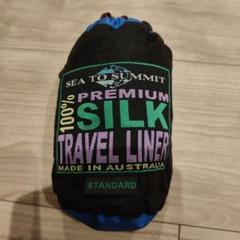 SEA TO SUMMIT
100%
PREMIUM
SILK
TRAVEL LINER
MADE IN AUSTRALIA
STANDARD